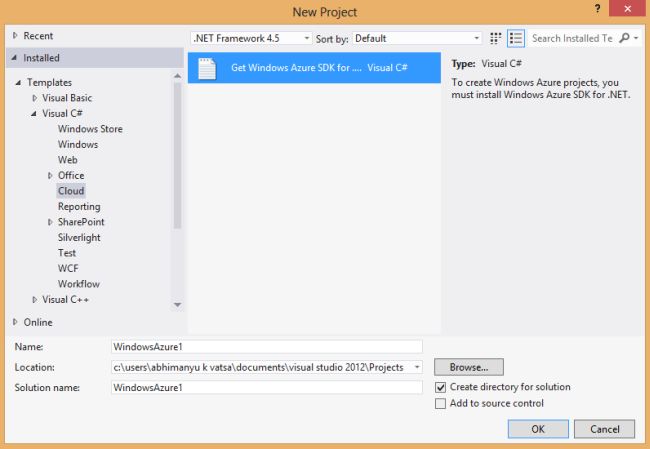 New Project
? x
Recent
.NET Framework 4.5 Sort by: Default Search Installed Te
Installed
Templates
Visual Basic
Visual C#
Windows Store
Windows
Web
Office
Cloud
Reporting
SharePoint
Silverlight
Test
WCF
Workflow
Visual C++
Online
Get Windows Azure SDK for .... Visual C#
Type: Visual C#
To create Windows Azure projects, you
must install Windows Azure SDK for .NET.
Name: WindowsAzure1
Location: c:\users\abhimanyu k vatsa\documents\visual studio 2012\Projects Browse...
Solution name: WindowsAzure1
Create directory for solution
Add to source control
OK Cancel